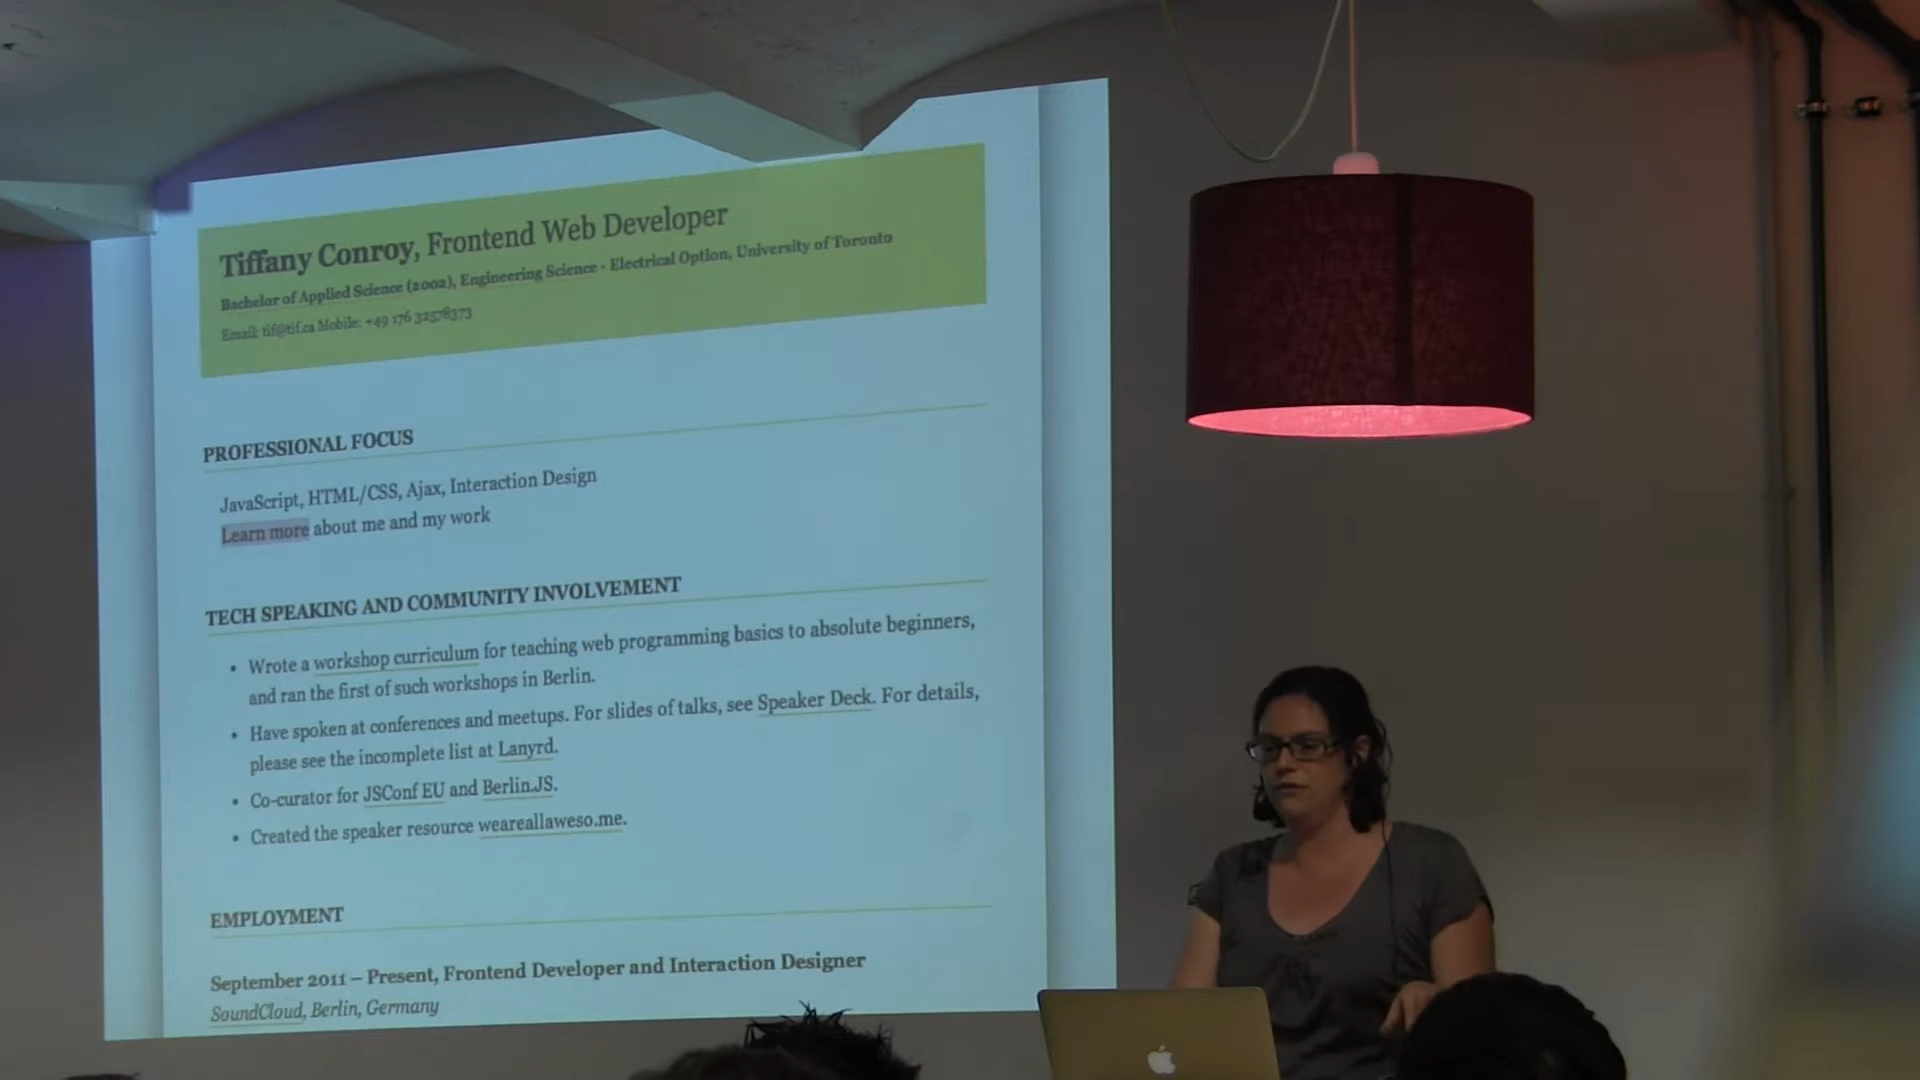 Tiffany Conroy, Frontend Web Developer
Bachelor of Applied Science (2002), Engineering Science - Electrical Option, University of Toronto
Email: tif@tif.ca Mobile: +49 176 32578373
PROFESSIONAL FOCUS
JavaScript, HTML/CSS, Ajax, Interaction Design
Learn more about me and my work
TECH SPEAKING AND COMMUNITY INVOLVEMENT
• Wrote a workshop curriculum for teaching web programming basics to absolute beginners,
and ran the first of such workshops in Berlin.
• Have spoken at conferences and meetups. For slides of talks, see Speaker Deck. For details,
please see the incomplete list at Lanyrd.
• Co-curator for JSConf EU and Berlin.JS.
• Created the speaker resource weareallaweso.me.
EMPLOYMENT
September 2011 – Present, Frontend Developer and Interaction Designer
SoundCloud, Berlin, Germany